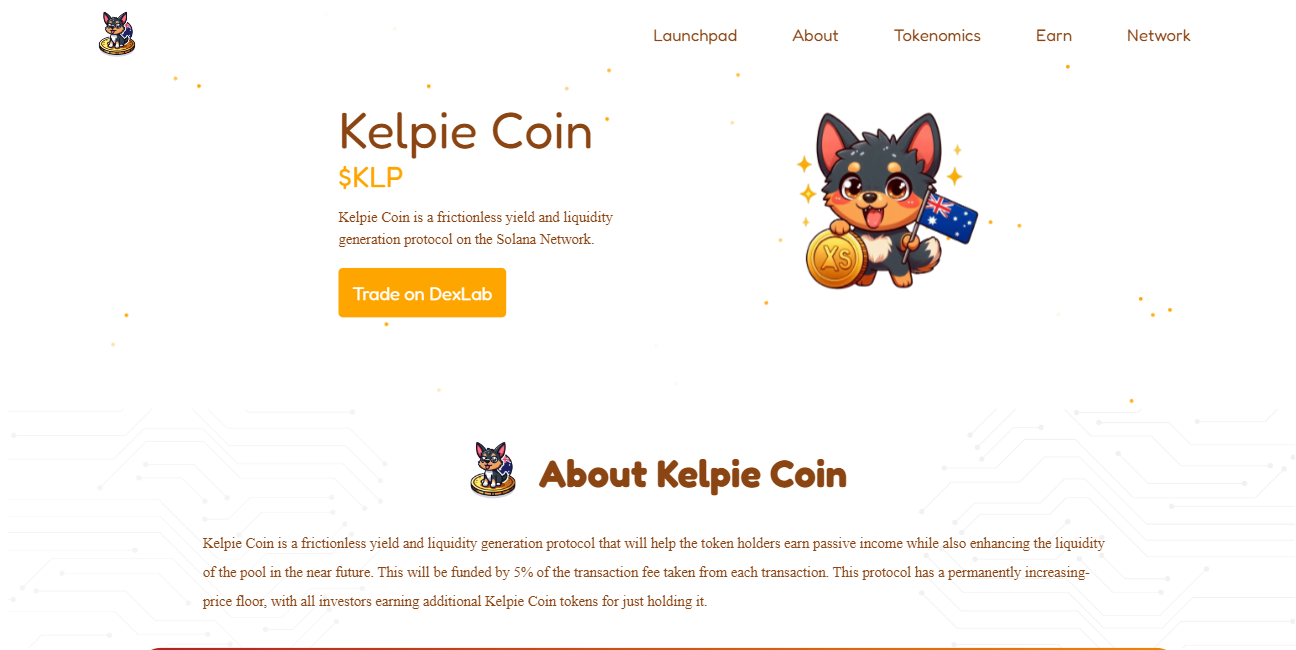 Launchpad About Tokenomics Earn Network
Kelpie Coin
$KLP
Kelpie Coin is a frictionless yield and liquidity
generation protocol on the Solana Network.
Trade on DexLab
XS
About Kelpie Coin
Kelpie Coin is a frictionless yield and liquidity generation protocol that will help the token holders earn passive income while also enhancing the liquidity
of the pool in the near future. This will be funded by 5% of the transaction fee taken from each transaction. This protocol has a permanently increasing-
price floor, with all investors earning additional Kelpie Coin tokens for just holding it.